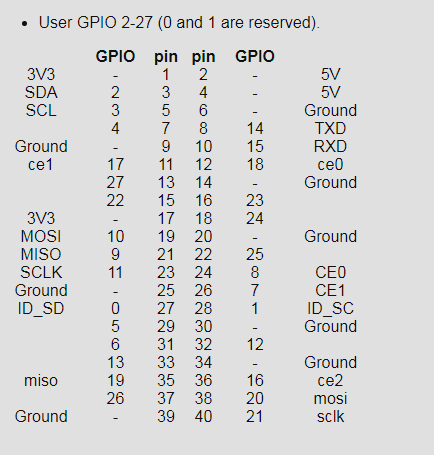 • User GPIO 2-27 (0 and 1 are reserved).
GPIO pin pin GPIO
3V3 - 1 2 - 5V
SDA 2 3 4 - 5V
SCL 3 5 6 - Ground
4 7 8 14 TXD
Ground - 9 10 15 RXD
ce1 17 11 12 18 ce0
27 13 14 - Ground
22 15 16 23
3V3 - 17 18 24
MOSI 10 19 20 - Ground
MISO 9 21 22 25
SCLK 11 23 24 8 CE0
Ground - 25 26 7 CE1
ID_SD 0 27 28 1 ID_SC
5 29 30 - Ground
6 31 32 12
13 33 34 - Ground
miso 19 35 36 16 ce2
26 37 38 20 mosi
Ground - 39 40 21 sclk